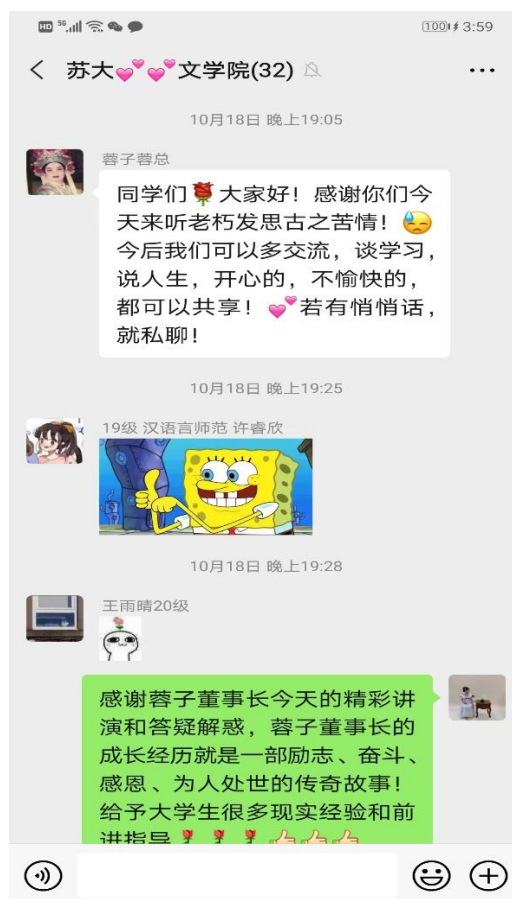 HD 5G 100 3:59
苏大💕💕文学院(32)
10月18日 晚上19:05
蓉子蓉总
同学们🌹大家好！感谢你们今
天来听老朽发思古之苦情！😓
今后我们可以多交流，谈学习，
说人生，开心的，不愉快的，
都可以共享！💕若有悄悄话，
就私聊！
10月18日 晚上19:25
19级 汉语言师范 许睿欣
10月18日 晚上19:28
王雨晴20级
感谢蓉子董事长今天的精彩讲
演和答疑解惑，蓉子董事长的
成长经历就是一部励志、奋斗、
感恩、为人处世的传奇故事！
给予大学生很多现实经验和前
进指导🌹🌹🌹👍👍👍